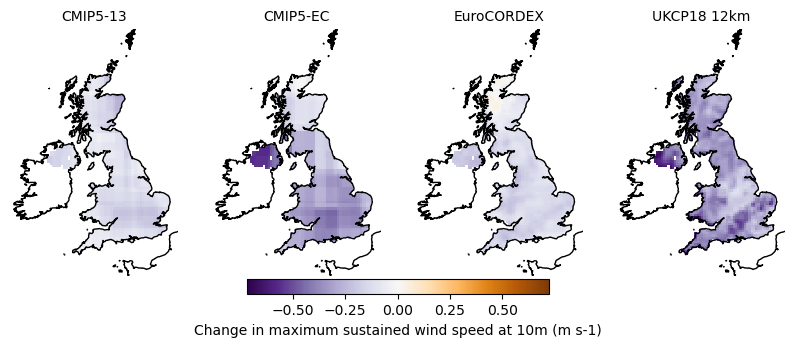 CMIP5-13 CMIP5-EC EuroCORDEX UKCP18 12km
−0.50 −0.25 0.00 0.25 0.50
Change in maximum sustained wind speed at 10m (m s-1)